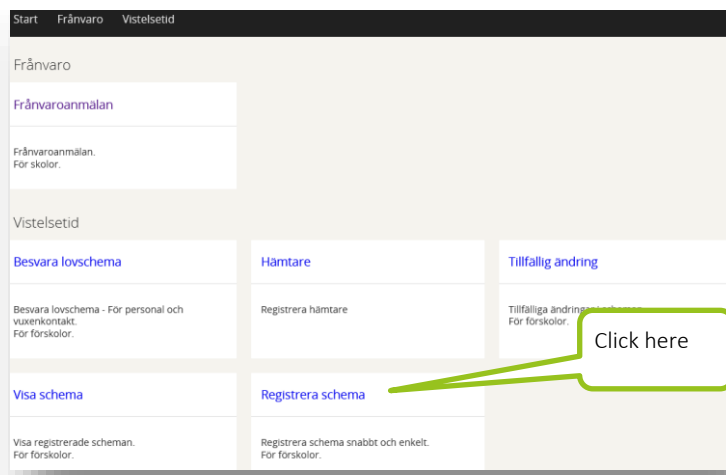 Start Frånvaro Vistelsetid
Frånvaro
Frånvaroanmälan
Frånvaroanmälan.
För skolor.
Vistelsetid
Besvara lovschema
Besvara lovschema - För personal och
vuxenkontakt.
För förskolor.
Hämtare
Registrera hämtare
Tillfällig ändring
Tillfälliga ändringar
För förskolor.
Click here
Visa schema
Visa registrerade scheman.
För förskolor.
Registrera schema
Registrera schema snabbt och enkelt.
För förskolor.